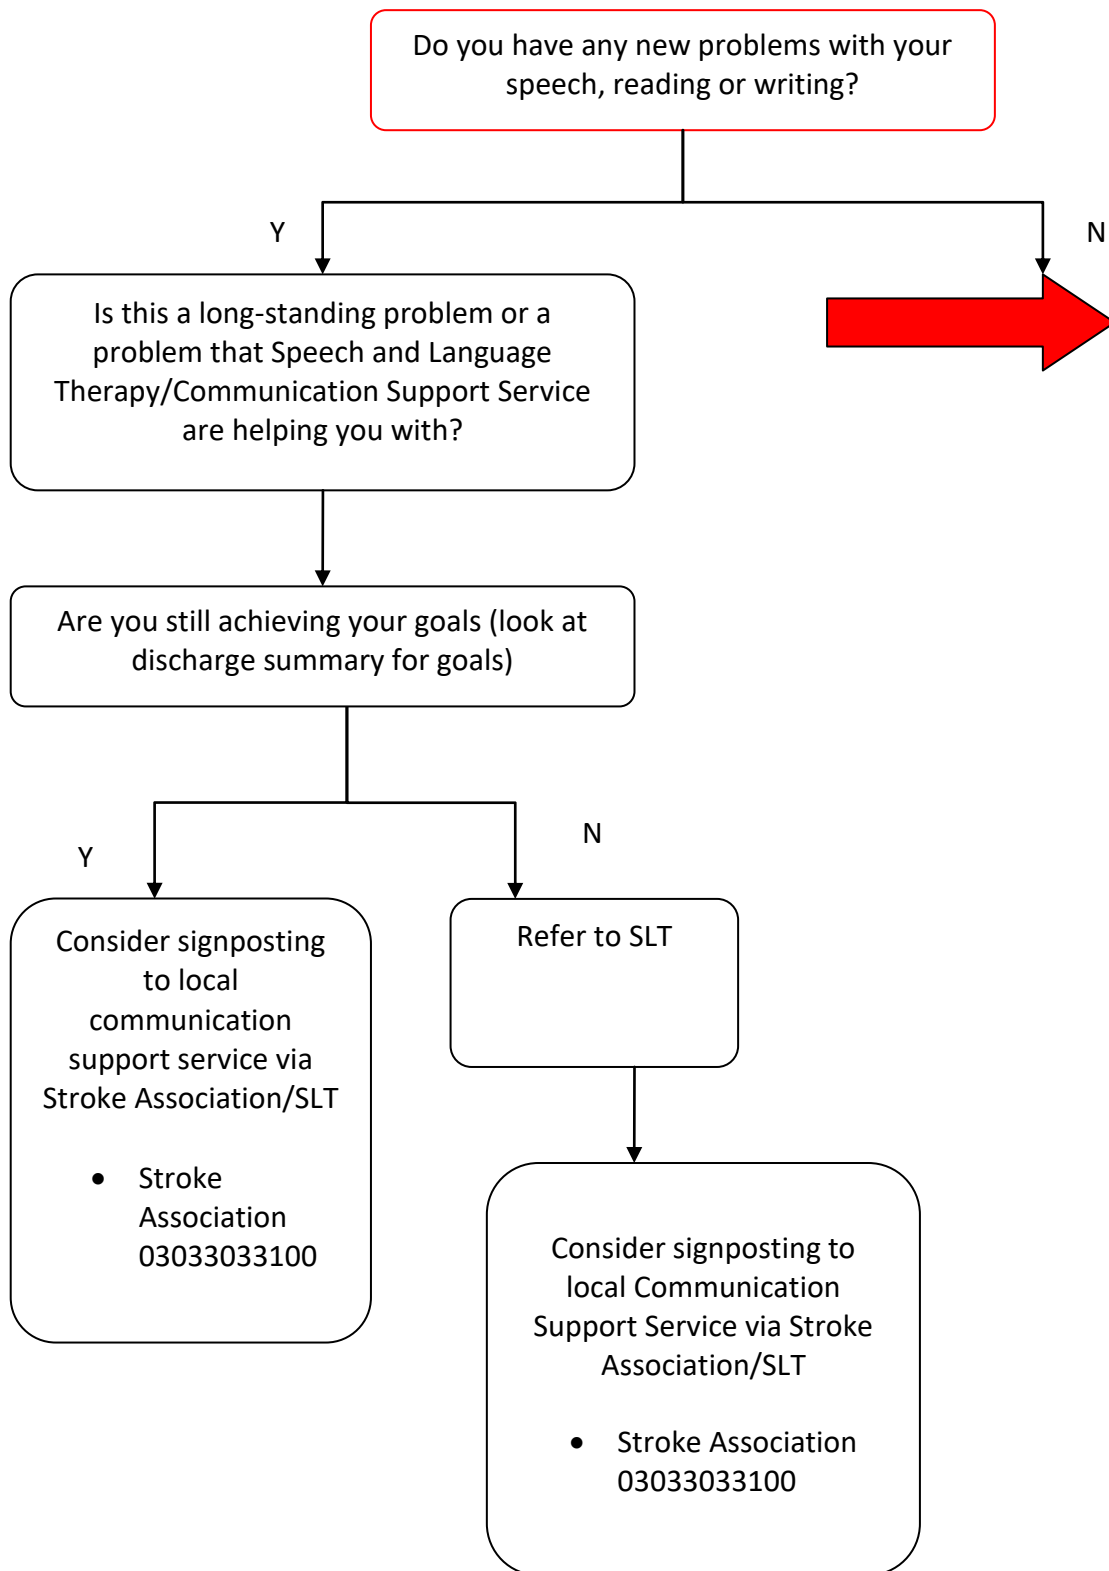 Do you have any new problems with your
speech, reading or writing?
Y
N
Is this a long-standing problem or a
problem that Speech and Language
Therapy/Communication Support Service
are helping you with?
Are you still achieving your goals (look at
discharge summary for goals)
Y
N
Consider signposting
to local
communication
support service via
Stroke Association/SLT
• Stroke
Association
03033033100
Refer to SLT
Consider signposting to
local Communication
Support Service via Stroke
Association/SLT
• Stroke Association
03033033100